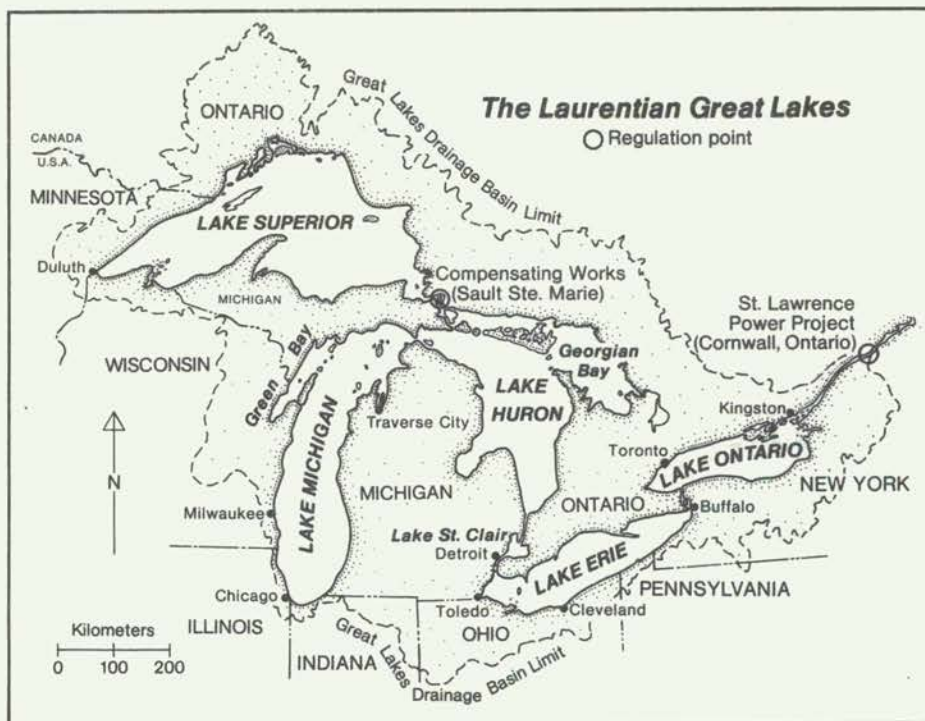 The Laurentian Great Lakes
Regulation point
Great Lakes Drainage Basin Limit
ONTARIO
CANADA
U.S.A.
MINNESOTA
LAKE SUPERIOR
Duluth
MICHIGAN
Compensating Works
(Sault Ste. Marie)
St. Lawrence
Power Project
(Cornwall, Ontario)
WISCONSIN
Green Bay
Georgian
Bay
LAKE
HURON
Traverse City
Kingston
Toronto
LAKE ONTARIO
NEW YORK
N
LAKE MICHIGAN
MICHIGAN
ONTARIO
Buffalo
Milwaukee
Lake St. Clair
Detroit
LAKE ERIE
PENNSYLVANIA
Chicago
Toledo
Cleveland
ILLINOIS
OHIO
INDIANA
Great Lakes
Drainage Basin Limit
Kilometers
0 100 200